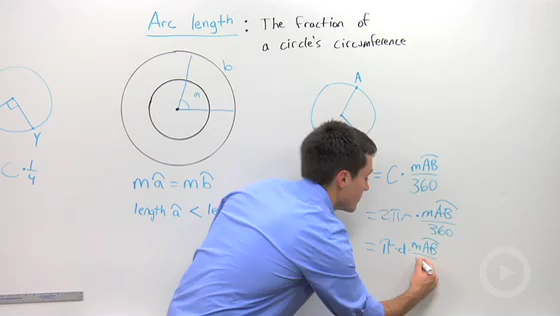 Arc length : The fraction of
a circle's circumference
b
a
A
Y
C · 1/4
m a⌒ = m b⌒
length a⌒ < le
= C · mAB⌒/360
= 2πr · mAB⌒/360
= π·d· mAB⌒